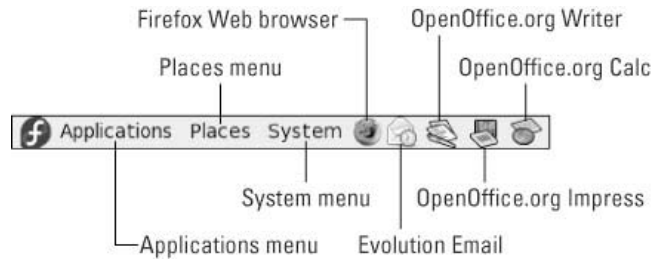 Firefox Web browser
OpenOffice.org Writer
Places menu
OpenOffice.org Calc
Applications Places System
System menu
OpenOffice.org Impress
Applications menu
Evolution Email